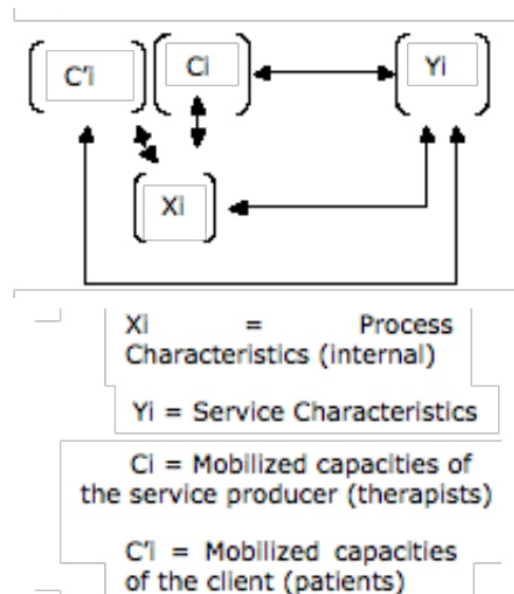 C'i Ci Yi
Xi
Xi = Process
Characteristics (internal)
Yi = Service Characteristics
Ci = Mobilized capacities of
the service producer (therapists)
C'i = Mobilized capacities
of the client (patients)